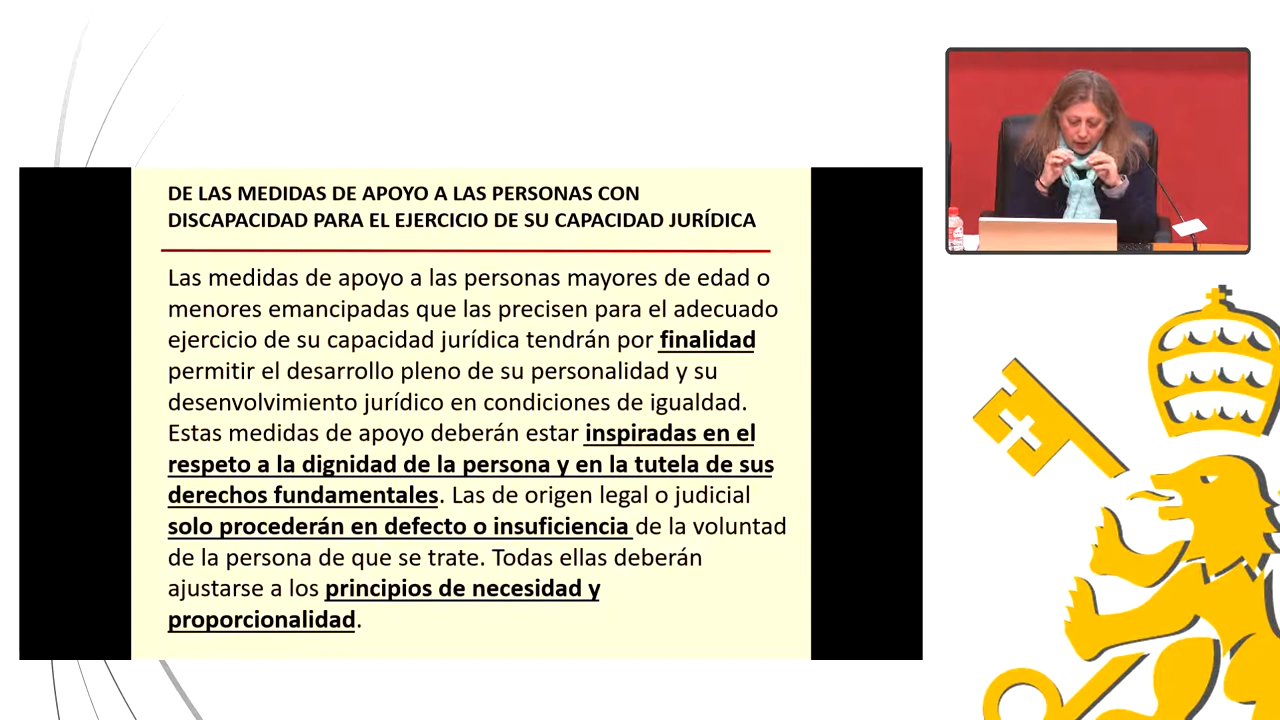 DE LAS MEDIDAS DE APOYO A LAS PERSONAS CON
DISCAPACIDAD PARA EL EJERCICIO DE SU CAPACIDAD JURÍDICA
Las medidas de apoyo a las personas mayores de edad o
menores emancipadas que las precisen para el adecuado
ejercicio de su capacidad jurídica tendrán por finalidad
permitir el desarrollo pleno de su personalidad y su
desenvolvimiento jurídico en condiciones de igualdad.
Estas medidas de apoyo deberán estar inspiradas en el
respeto a la dignidad de la persona y en la tutela de sus
derechos fundamentales. Las de origen legal o judicial
solo procederán en defecto o insuficiencia de la voluntad
de la persona de que se trate. Todas ellas deberán
ajustarse a los principios de necesidad y
proporcionalidad.